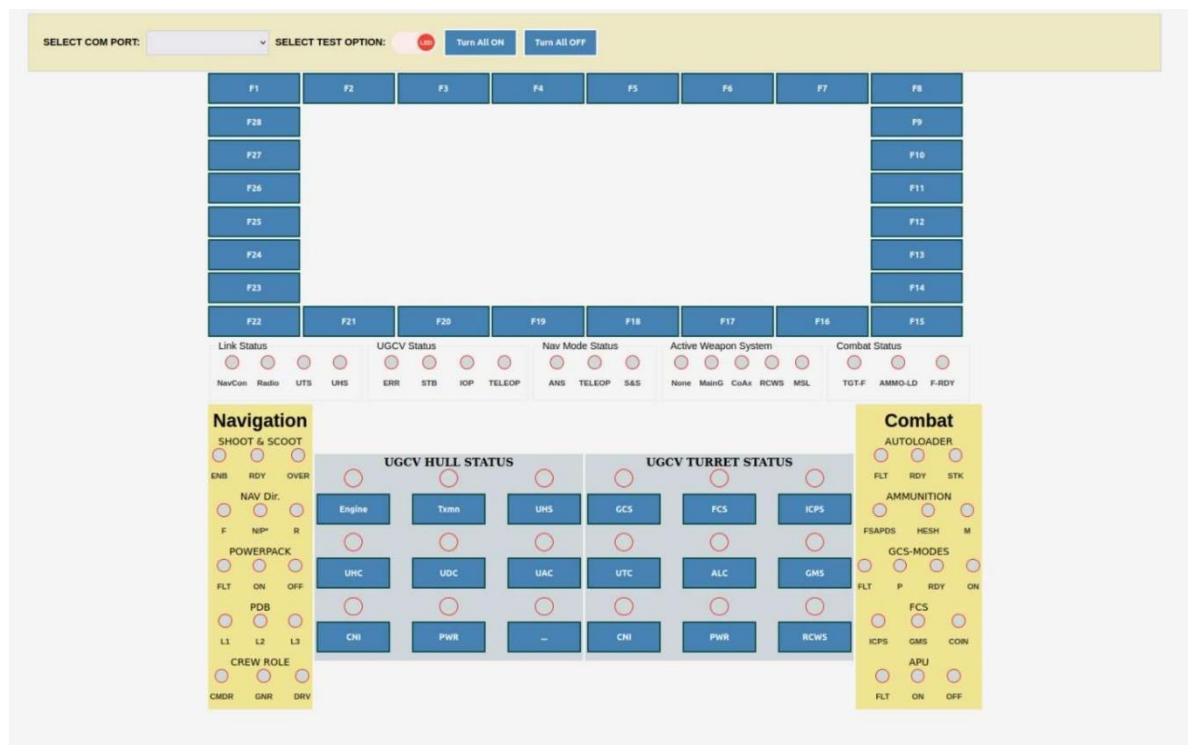 SELECT COM PORT: SELECT TEST OPTION: LED Turn All ON Turn All OFF
F1 F2 F3 F4 F5 F6 F7 F8
F28 F9
F27 F10
F26 F11
F25 F12
F24 F13
F23 F14
F22 F21 F20 F19 F18 F17 F16 F15
Link Status UGCV Status Nav Mode Status Active Weapon System Combat Status
NavCon Radio UTS UHS ERR STB IOP TELEOP ANS TELEOP S&S None MainG CoAx RCWS MSL TGT-F AMMO-LD F-RDY
Navigation
SHOOT & SCOOT
ENB RDY OVER
NAV Dir.
F N/P* R
POWERPACK
FLT ON OFF
PDB
L1 L2 L3
CREW ROLE
CMDR GNR DRV
UGCV HULL STATUS
Engine Txmn UHS
UHC UDC UAC
CNI PWR ...
UGCV TURRET STATUS
GCS FCS ICPS
UTC ALC GMS
CNI PWR RCWS
Combat
AUTOLOADER
FLT RDY STK
AMMUNITION
FSAPDS HESH M
GCS-MODES
FLT P RDY ON
FCS
ICPS GMS COIN
APU
FLT ON OFF